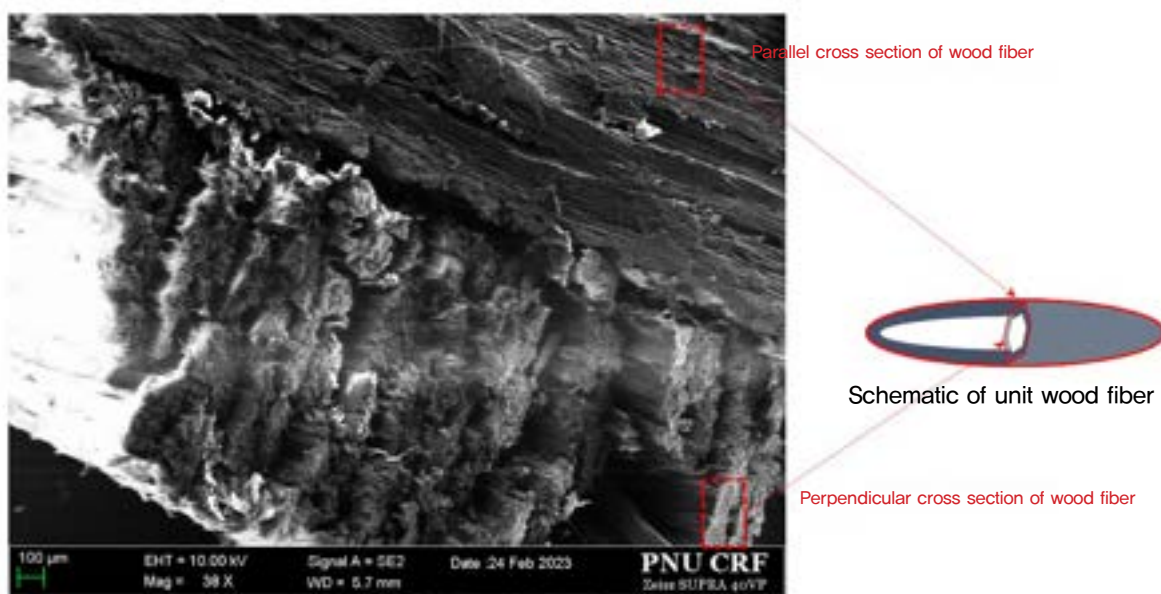 Parallel cross section of wood fiber
Schematic of unit wood fiber
Perpendicular cross section of wood fiber
100 µm
EHT = 10.00 kV
Signal A = SE2
Date :24 Feb 2023
PNU CRF
Mag = 38 X
WD = 5.7 mm
Zeiss SUPRA 40VP